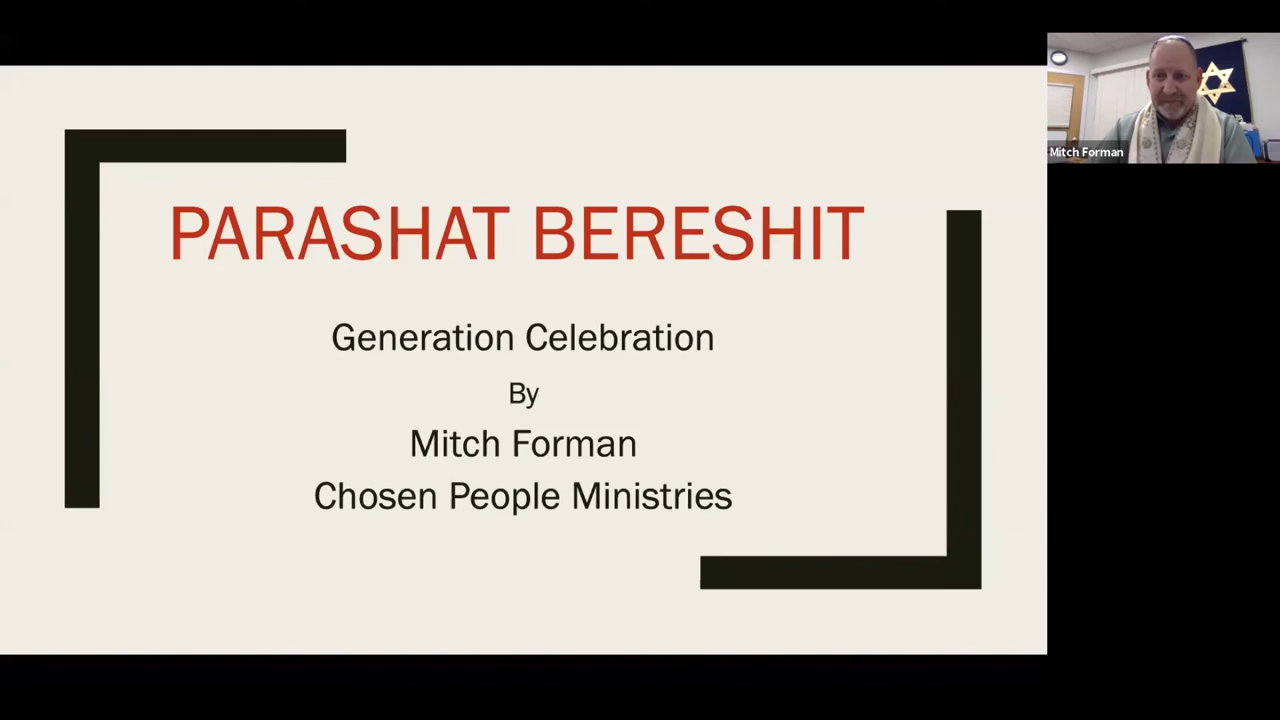 PARASHAT BERESHIT
Generation Celebration
By
Mitch Forman
Chosen People Ministries
Mitch Forman